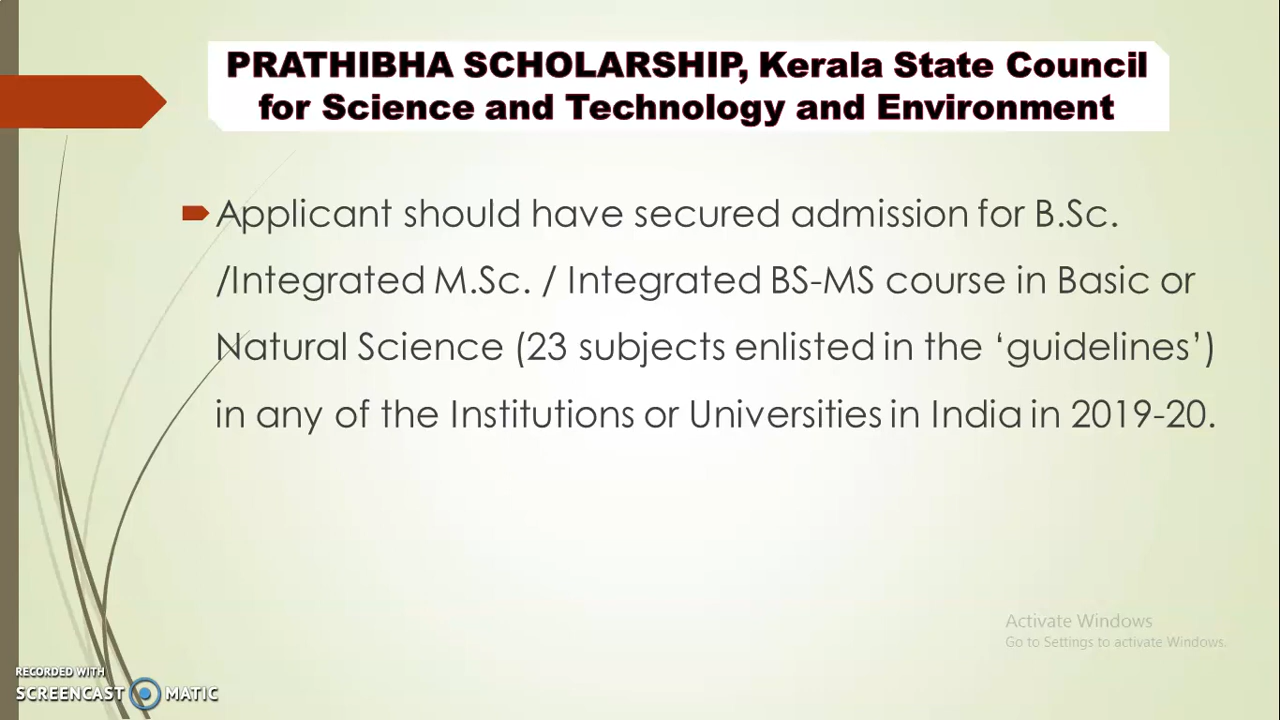 PRATHIBHA SCHOLARSHIP, Kerala State Council
for Science and Technology and Environment
Applicant should have secured admission for B.Sc.
/Integrated M.Sc. / Integrated BS-MS course in Basic or
Natural Science (23 subjects enlisted in the ‘guidelines’)
in any of the Institutions or Universities in India in 2019-20.
Activate Windows
Go to Settings to activate Windows.
RECORDED WITH
SCREENCAST MATIC